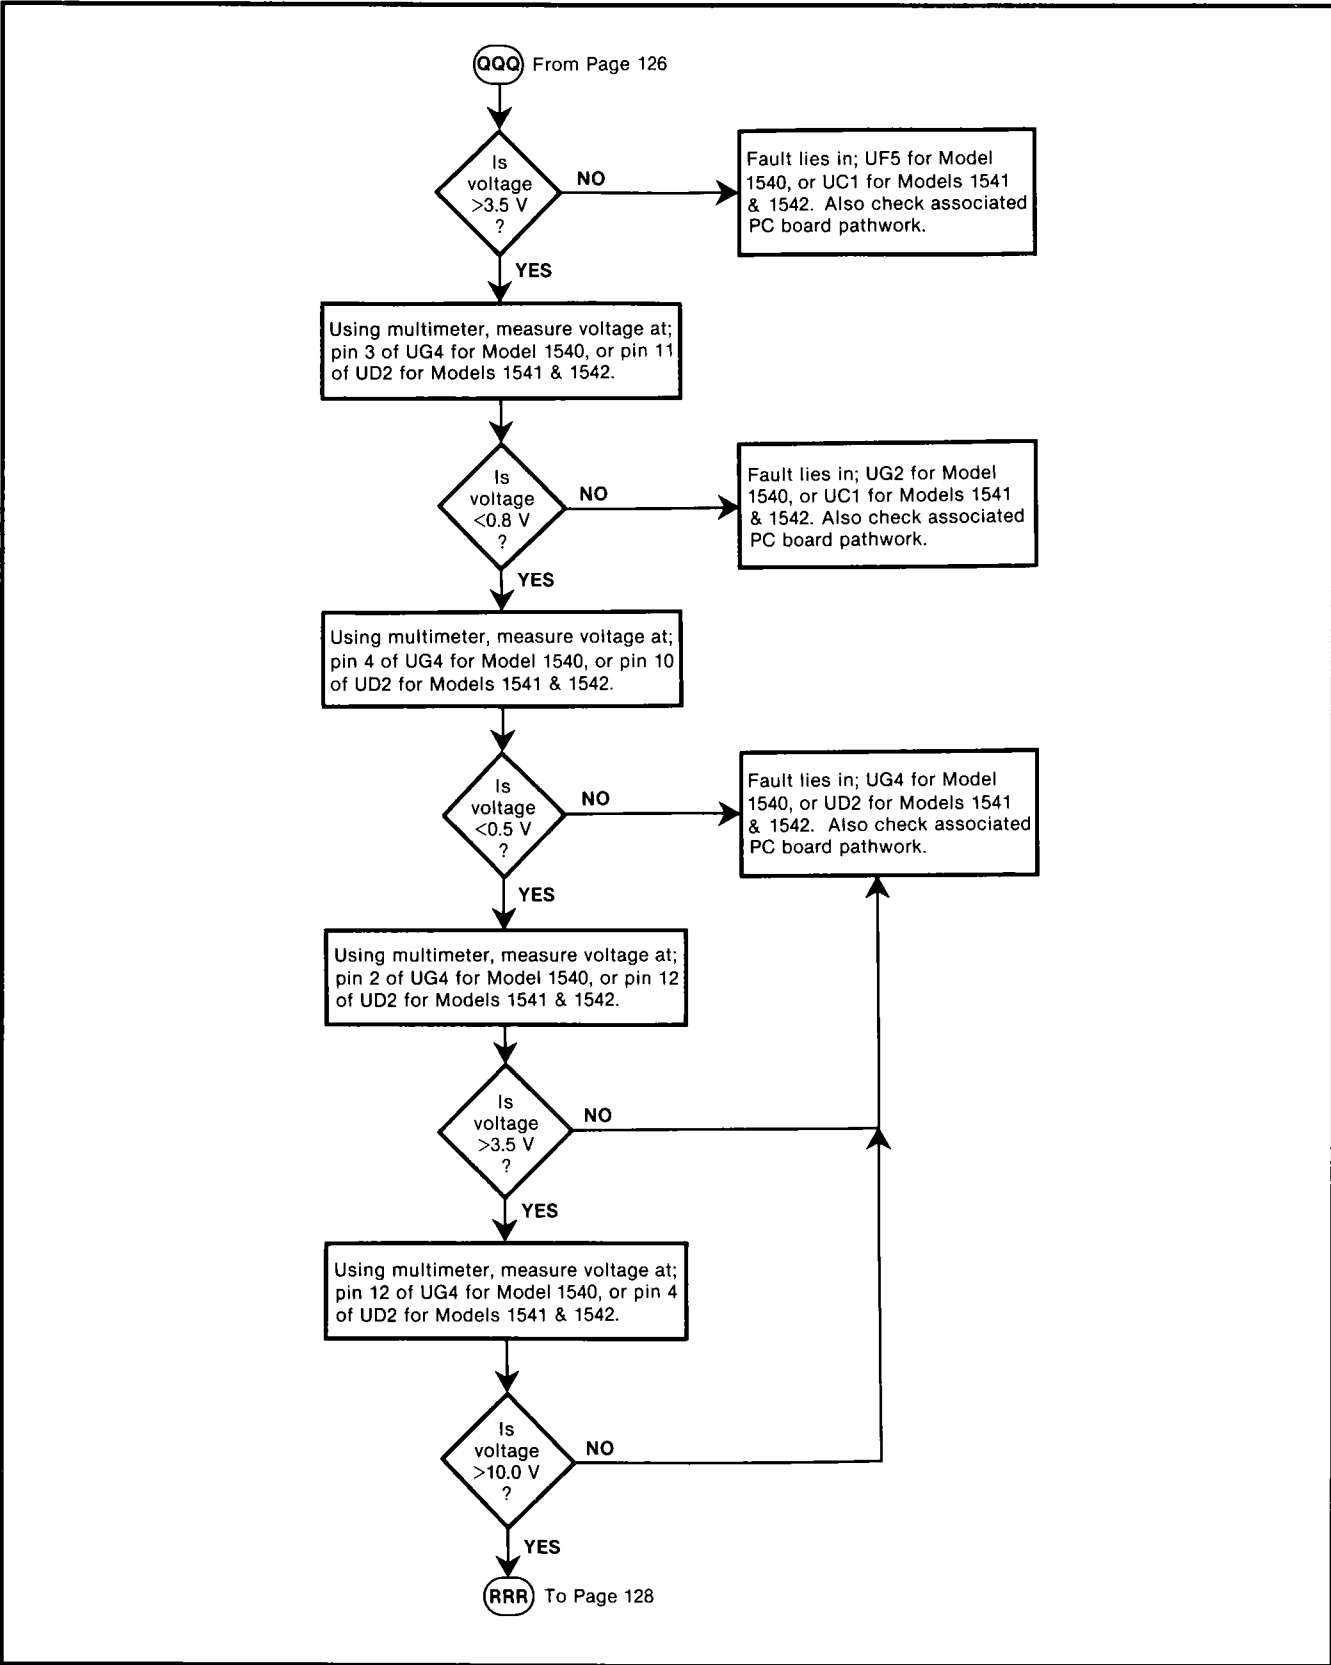 QQQ From Page 126
Is
voltage
>3.5 V
?
NO
Fault lies in; UF5 for Model
1540, or UC1 for Models 1541
& 1542. Also check associated
PC board pathwork.
YES
Using multimeter, measure voltage at;
pin 3 of UG4 for Model 1540, or pin 11
of UD2 for Models 1541 & 1542.
Is
voltage
<0.8 V
?
NO
Fault lies in; UG2 for Model
1540, or UC1 for Models 1541
& 1542. Also check associated
PC board pathwork.
YES
Using multimeter, measure voltage at;
pin 4 of UG4 for Model 1540, or pin 10
of UD2 for Models 1541 & 1542.
Is
voltage
<0.5 V
?
NO
Fault lies in; UG4 for Model
1540, or UD2 for Models 1541
& 1542. Also check associated
PC board pathwork.
YES
Using multimeter, measure voltage at;
pin 2 of UG4 for Model 1540, or pin 12
of UD2 for Models 1541 & 1542.
Is
voltage
>3.5 V
?
NO
YES
Using multimeter, measure voltage at;
pin 12 of UG4 for Model 1540, or pin 4
of UD2 for Models 1541 & 1542.
Is
voltage
>10.0 V
?
NO
YES
RRR To Page 128